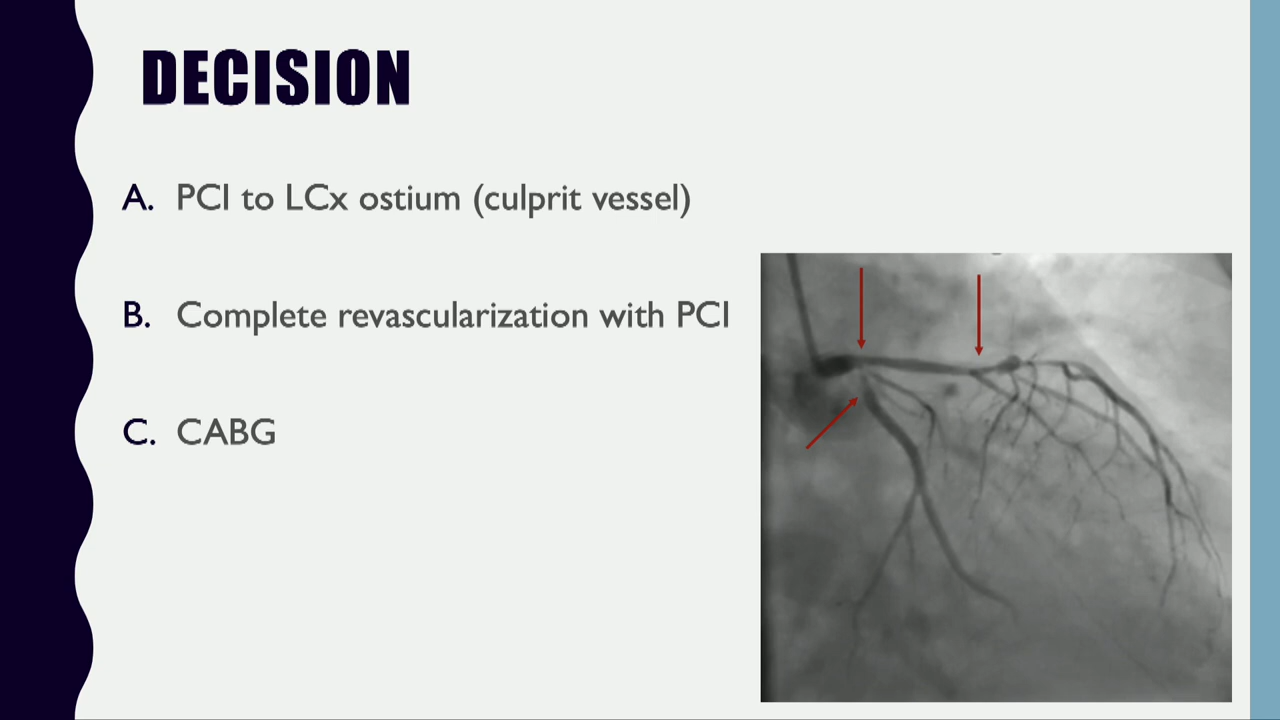 DECISION
A. PCI to LCx ostium (culprit vessel)
B. Complete revascularization with PCI
C. CABG